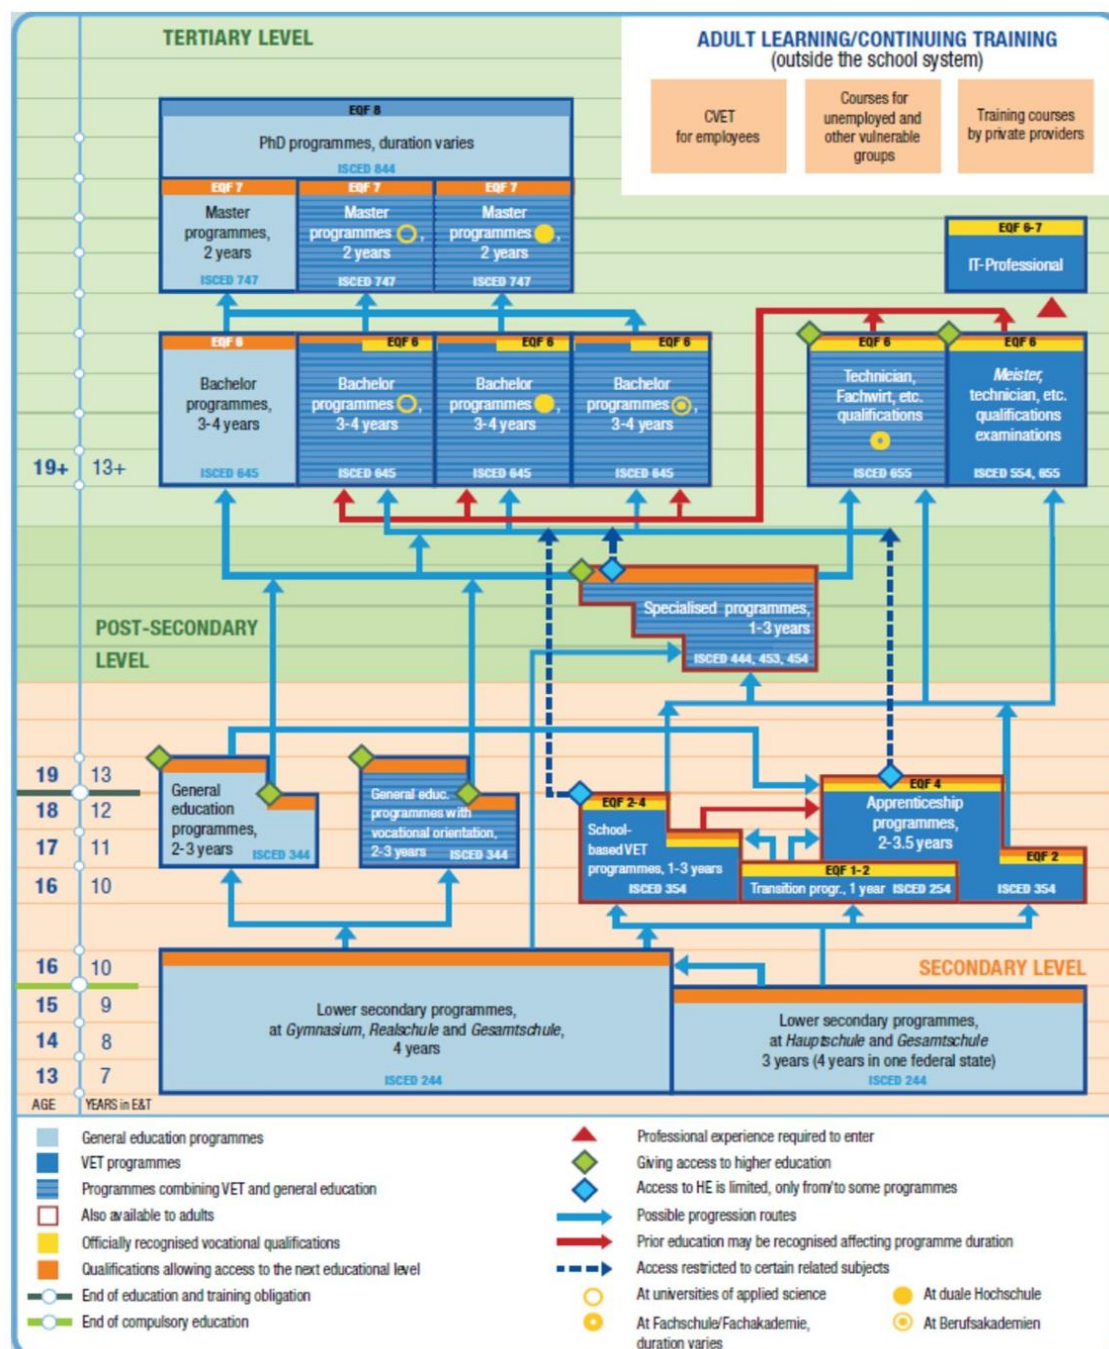 TERTIARY LEVEL
ADULT LEARNING/CONTINUING TRAINING
(outside the school system)
CVET
for employees
Courses for
unemployed and
other vulnerable
groups
Training courses
by private providers
EQF 8
PhD programmes, duration varies
ISCED 844
EQF 7
Master
programmes,
2 years
ISCED 747
EQF 7
Master
programmes ,
2 years
ISCED 747
EQF 7
Master
programmes ,
2 years
ISCED 747
EQF 6-7
IT-Professional
EQF 6
Bachelor
programmes,
3-4 years
ISCED 645
EQF 6
Bachelor
programmes ,
3-4 years
ISCED 645
EQF 6
Bachelor
programmes ,
3-4 years
ISCED 645
EQF 6
Bachelor
programmes ,
3-4 years
ISCED 645
EQF 6
Technician,
Fachwirt, etc.
qualifications
ISCED 655
EQF 6
Meister,
technician, etc.
qualifications
examinations
ISCED 554, 655
19+ 13+
POST-SECONDARY
LEVEL
Specialised programmes,
1-3 years
ISCED 444, 453, 454
19 13
18 12
17 11
16 10
General
education
programmes,
2-3 years
ISCED 344
General educ.
programmes with
vocational orientation,
2-3 years ISCED 344
EQF 2-4
School-
based VET
programmes, 1-3 years
ISCED 354
EQF 4
Apprenticeship
programmes,
2-3.5 years
EQF 2
ISCED 354
EQF 1-2
Transition progr., 1 year ISCED 254
SECONDARY LEVEL
16 10
15 9
14 8
13 7
AGE YEARS in E&T
Lower secondary programmes,
at Gymnasium, Realschule and Gesamtschule,
4 years
ISCED 244
Lower secondary programmes,
at Hauptschule and Gesamtschule
3 years (4 years in one federal state)
ISCED 244
General education programmes
VET programmes
Programmes combining VET and general education
Also available to adults
Officially recognised vocational qualifications
Qualifications allowing access to the next educational level
End of education and training obligation
End of compulsory education
Professional experience required to enter
Giving access to higher education
Access to HE is limited, only from/to some programmes
Possible progression routes
Prior education may be recognised affecting programme duration
Access restricted to certain related subjects
At universities of applied science
At duale Hochschule
At Fachschule/Fachakademie,
duration varies
At Berufsakademien